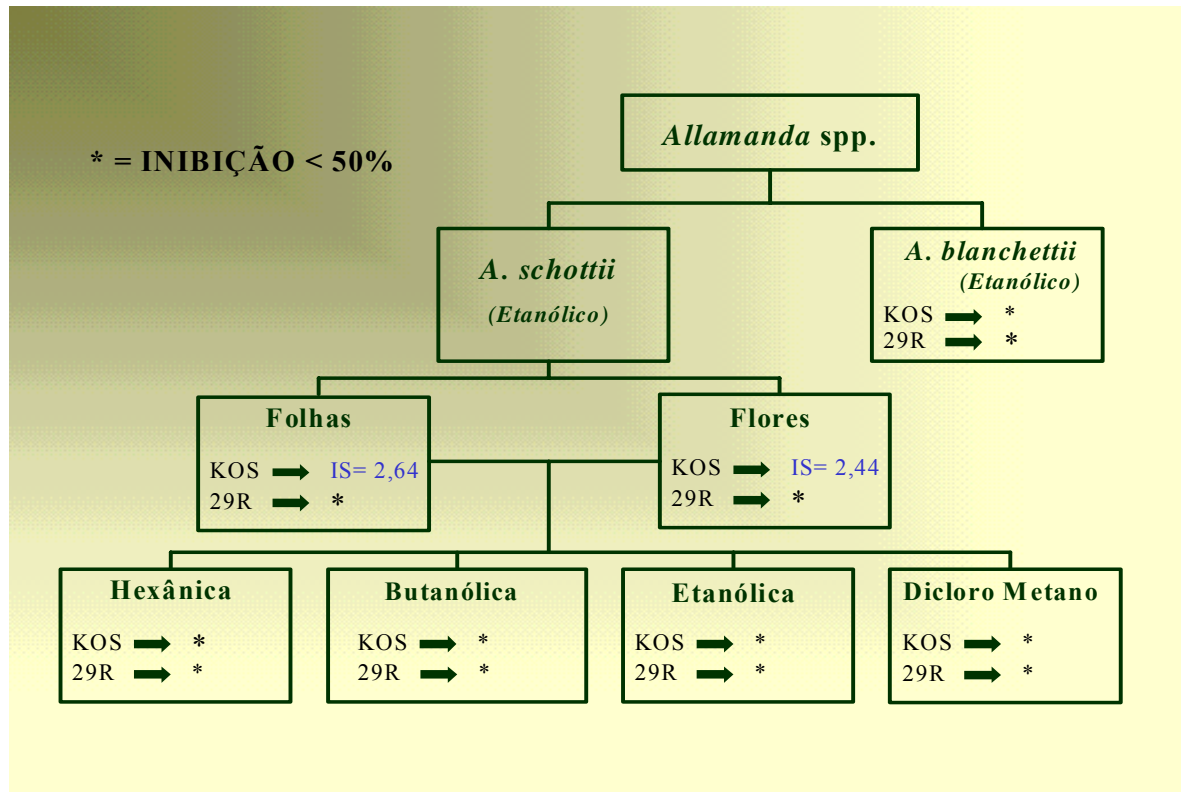 * = INIBIÇÃO < 50%
Allamanda spp.
A. schottii
(Etanólico)
A. blanchettii
(Etanólico)
KOS → *
29R → *
Folhas
KOS → IS= 2,64
29R → *
Flores
KOS → IS= 2,44
29R → *
Hexânica
KOS → *
29R → *
Butanólica
KOS → *
29R → *
Etanólica
KOS → *
29R → *
Dicloro Metano
KOS → *
29R → *